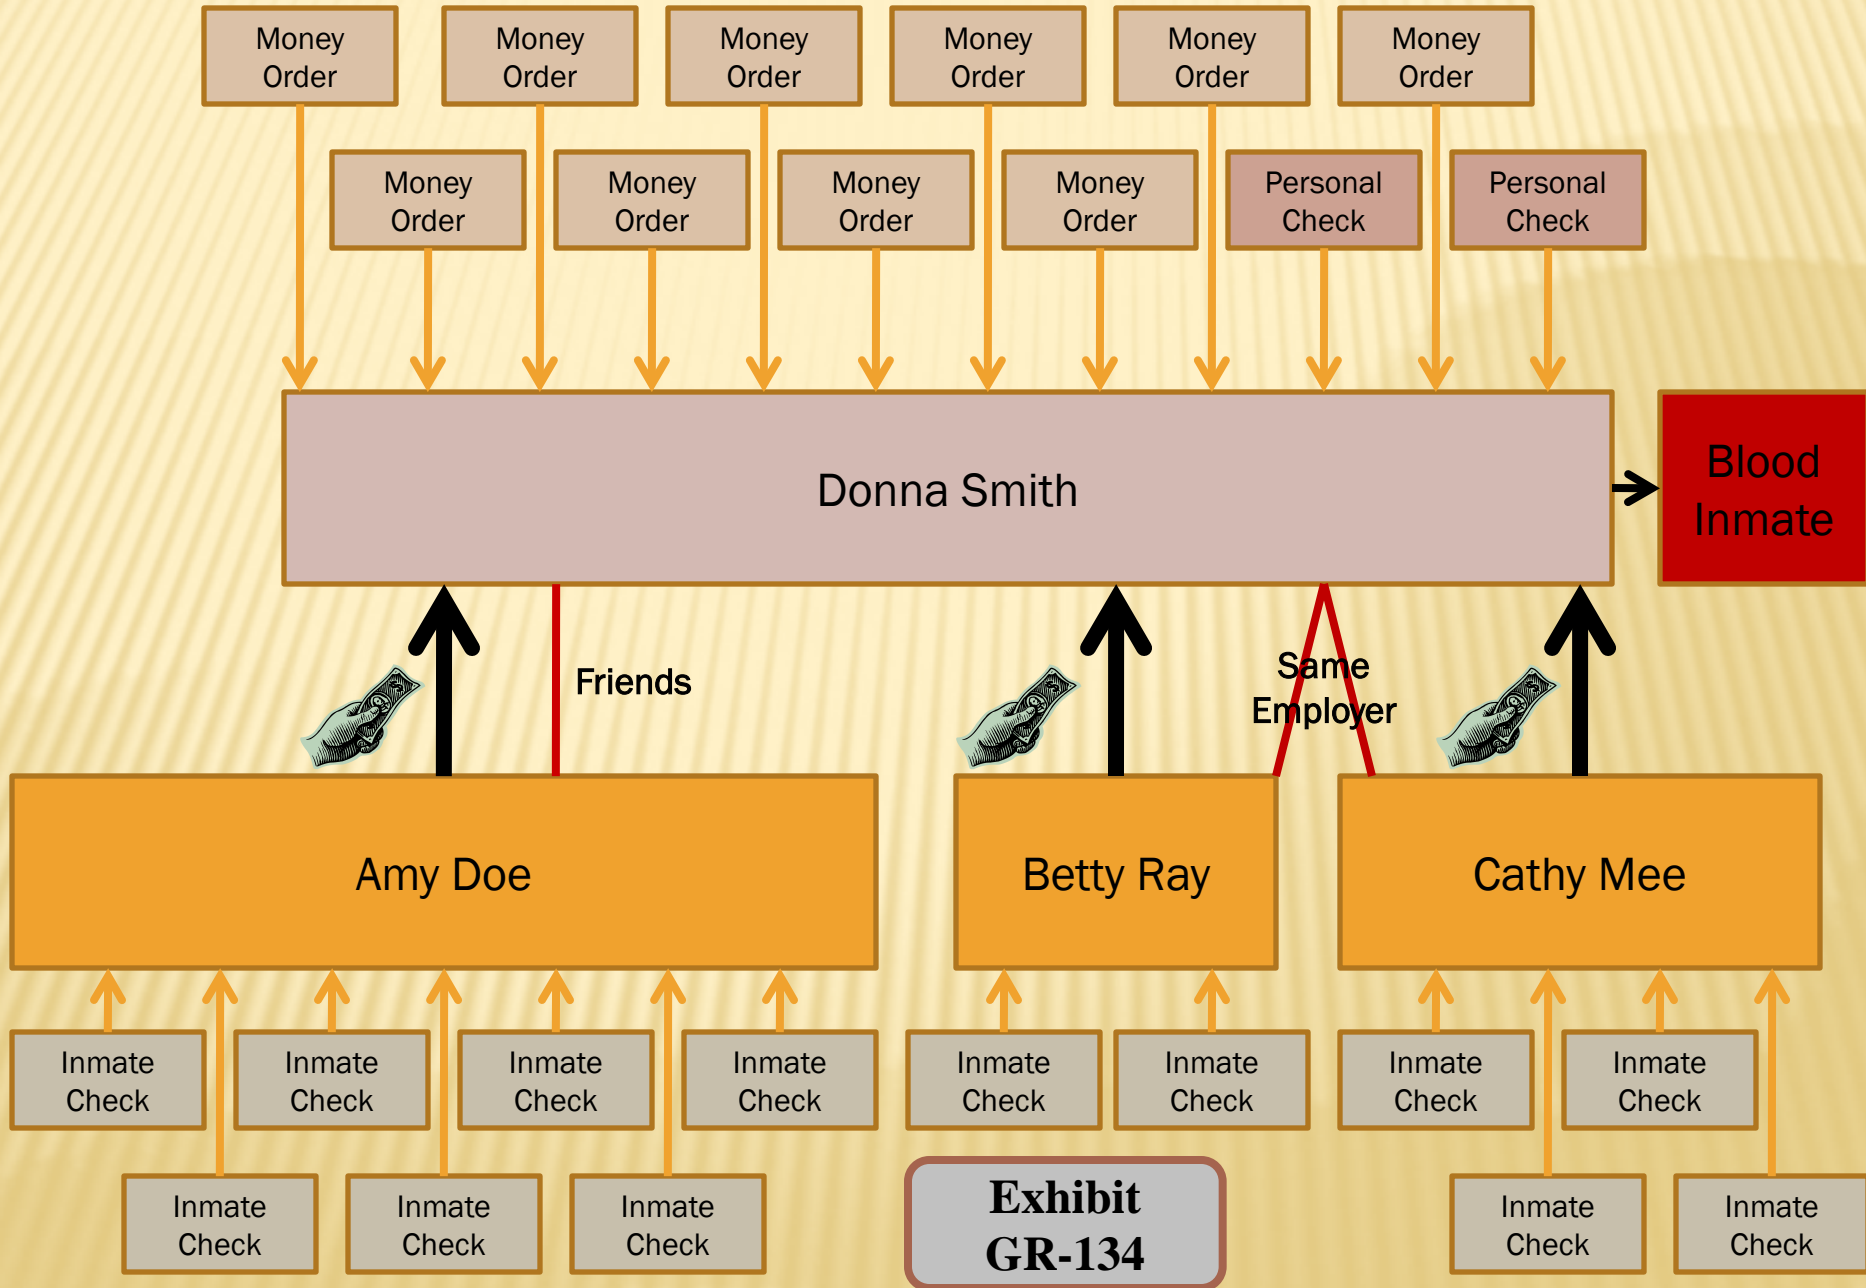 Money
Order
Money
Order
Money
Order
Money
Order
Money
Order
Money
Order
Money
Order
Money
Order
Money
Order
Money
Order
Personal
Check
Personal
Check
Donna Smith
Blood
Inmate
Friends
Same
Employer
Amy Doe
Betty Ray
Cathy Mee
Inmate
Check
Inmate
Check
Inmate
Check
Inmate
Check
Inmate
Check
Inmate
Check
Inmate
Check
Inmate
Check
Inmate
Check
Inmate
Check
Inmate
Check
Exhibit
GR-134
Inmate
Check
Inmate
Check